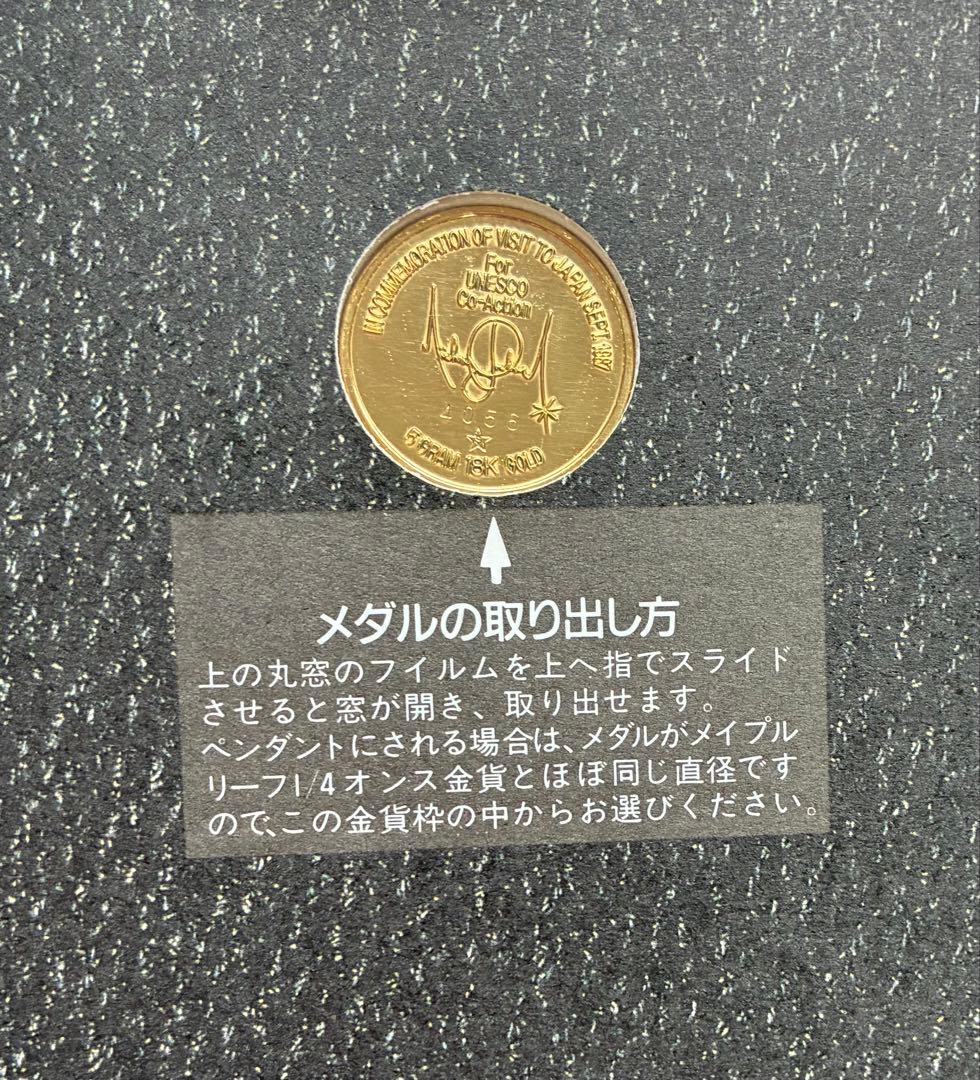 IN COMMEMORATION OF VISIT TO JAPAN SEPT. 1987
For
UNESCO
Co-Action
4056
5 GRAM 18K GOLD
メダルの取り出し方
上の丸窓のフイルムを上へ指でスライド
させると窓が開き、取り出せます。
ペンダントにされる場合は、メダルがメイプル
リーフ1/4オンス金貨とほぼ同じ直径です
ので、この金貨枠の中からお選びください。